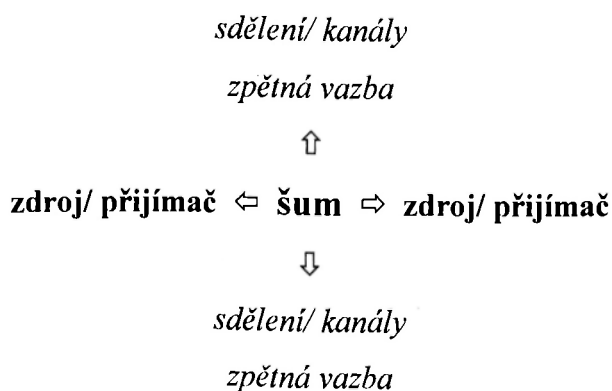 sdělení/ kanály
zpětná vazba
⇧
zdroj/ přijímač ⇦ šum ⇨ zdroj/ přijímač
⇩
sdělení/ kanály
zpětná vazba